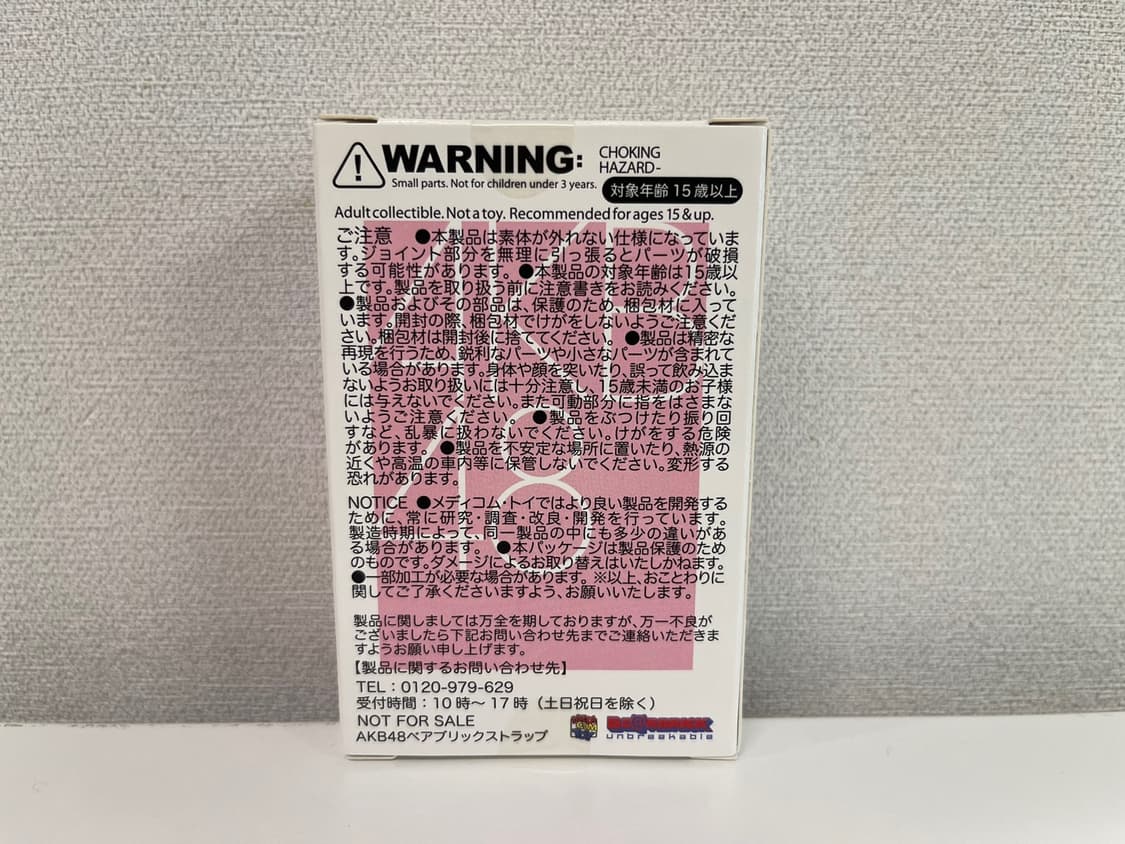 WARNING: CHOKING
HAZARD-
Small parts. Not for children under 3 years.
対象年齢 15 歳以上
Adult collectible. Not a toy. Recommended for ages 15 & up.
ご注意 ●本製品は素体が外れない仕様になっていま
す。ジョイント部分を無理に引っ張るとパーツが破損
する可能性があります。●本製品の対象年齢は15歳以
上です。製品を取り扱う前に注意書きをお読みください。
●製品およびその部品は、保護のため、梱包材に入って
います。開封の際、梱包材でけがをしないようご注意くだ
さい。梱包材は開封後に捨ててください。●製品は精密な
再現を行うため、鋭利なパーツや小さなパーツが含まれて
いる場合があります。身体や顔を突いたり、誤って飲み込ま
ないようお取り扱いには十分注意し、15歳未満のお子様
には与えないでください。また可動部分に指をはさまな
いようご注意ください。●製品をぶつけたり振り回
すなど、乱暴に扱わないでください。けがをする危険
があります。●製品を不安定な場所に置いたり、熱源の
近くや高温の車内等に保管しないでください。変形する
恐れがあります。
NOTICE ●メディコム・トイではより良い製品を開発する
ために、常に研究・調査・改良・開発を行っています。
製造時期によって、同一製品の中にも多少の違いがあ
る場合があります。●本パッケージは製品保護のため
のものです。ダメージによるお取り替えはいたしかねます。
●一部加工が必要な場合があります。※以上、おことわりに
関してご了承くださいますよう、お願いいたします。
製品に関しましては万全を期しておりますが、万一不良が
ございましたら下記お問い合わせ先までご連絡いただきま
すようお願い申し上げます。
【製品に関するお問い合わせ先】
TEL：0120-979-629
受付時間：10時～17時（土日祝日を除く）
NOT FOR SALE
AKB48ベアブリックストラップ
BE@RBRICK
unbreakable
AKB
48